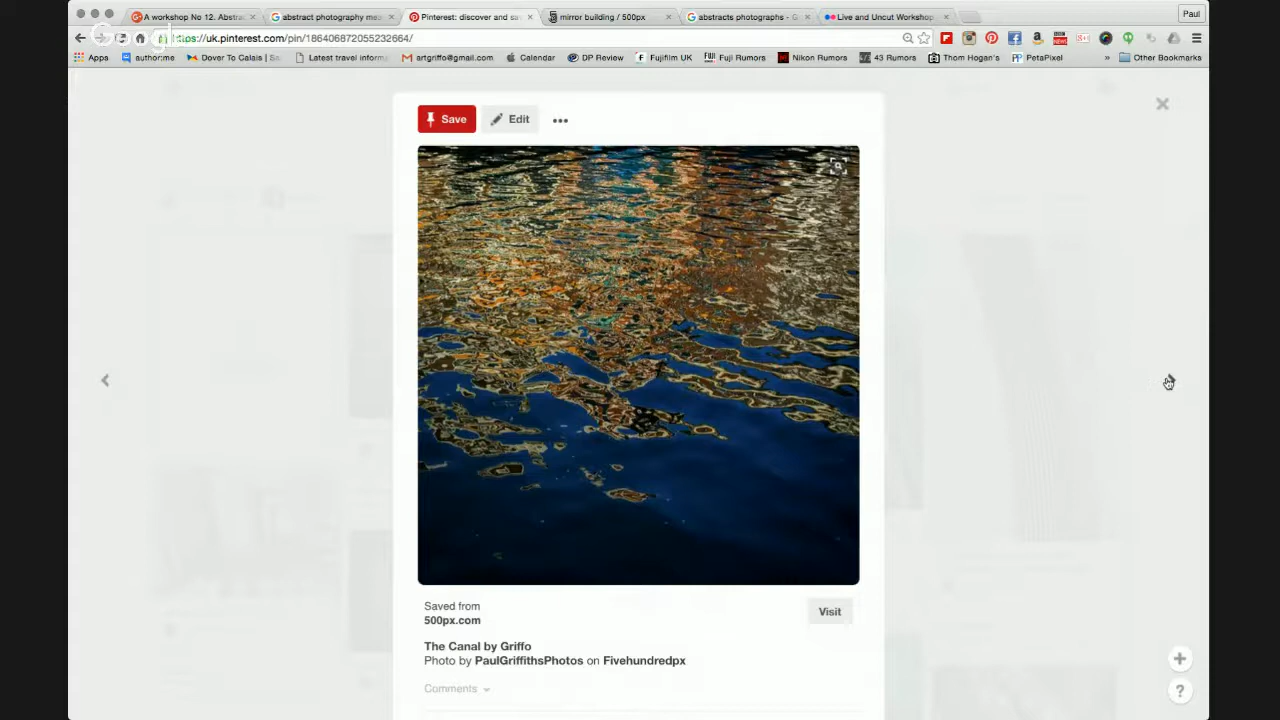 A workshop No 12. Abstrac
abstract photography mea
Pinterest: discover and sa
mirror building / 500px
abstracts photographs - G
Live and Uncut Workshop
Paul
https://uk.pinterest.com/pin/186406872055232664/
Apps
author:me
Dover To Calais | Sa
Latest travel inform
artgriffo@gmail.com
Calendar
DP Review
Fujifilm UK
Fuji Rumors
Nikon Rumors
43 Rumors
Thom Hogan's
PetaPixel
»
Other Bookmarks
Save
Edit
Saved from
500px.com
Visit
The Canal by Griffo
Photo by PaulGriffithsPhotos on Fivehundredpx
Comments